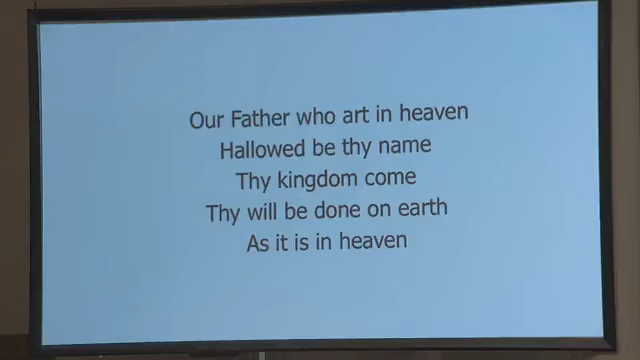 Our Father who art in heaven
Hallowed be thy name
Thy kingdom come
Thy will be done on earth
As it is in heaven